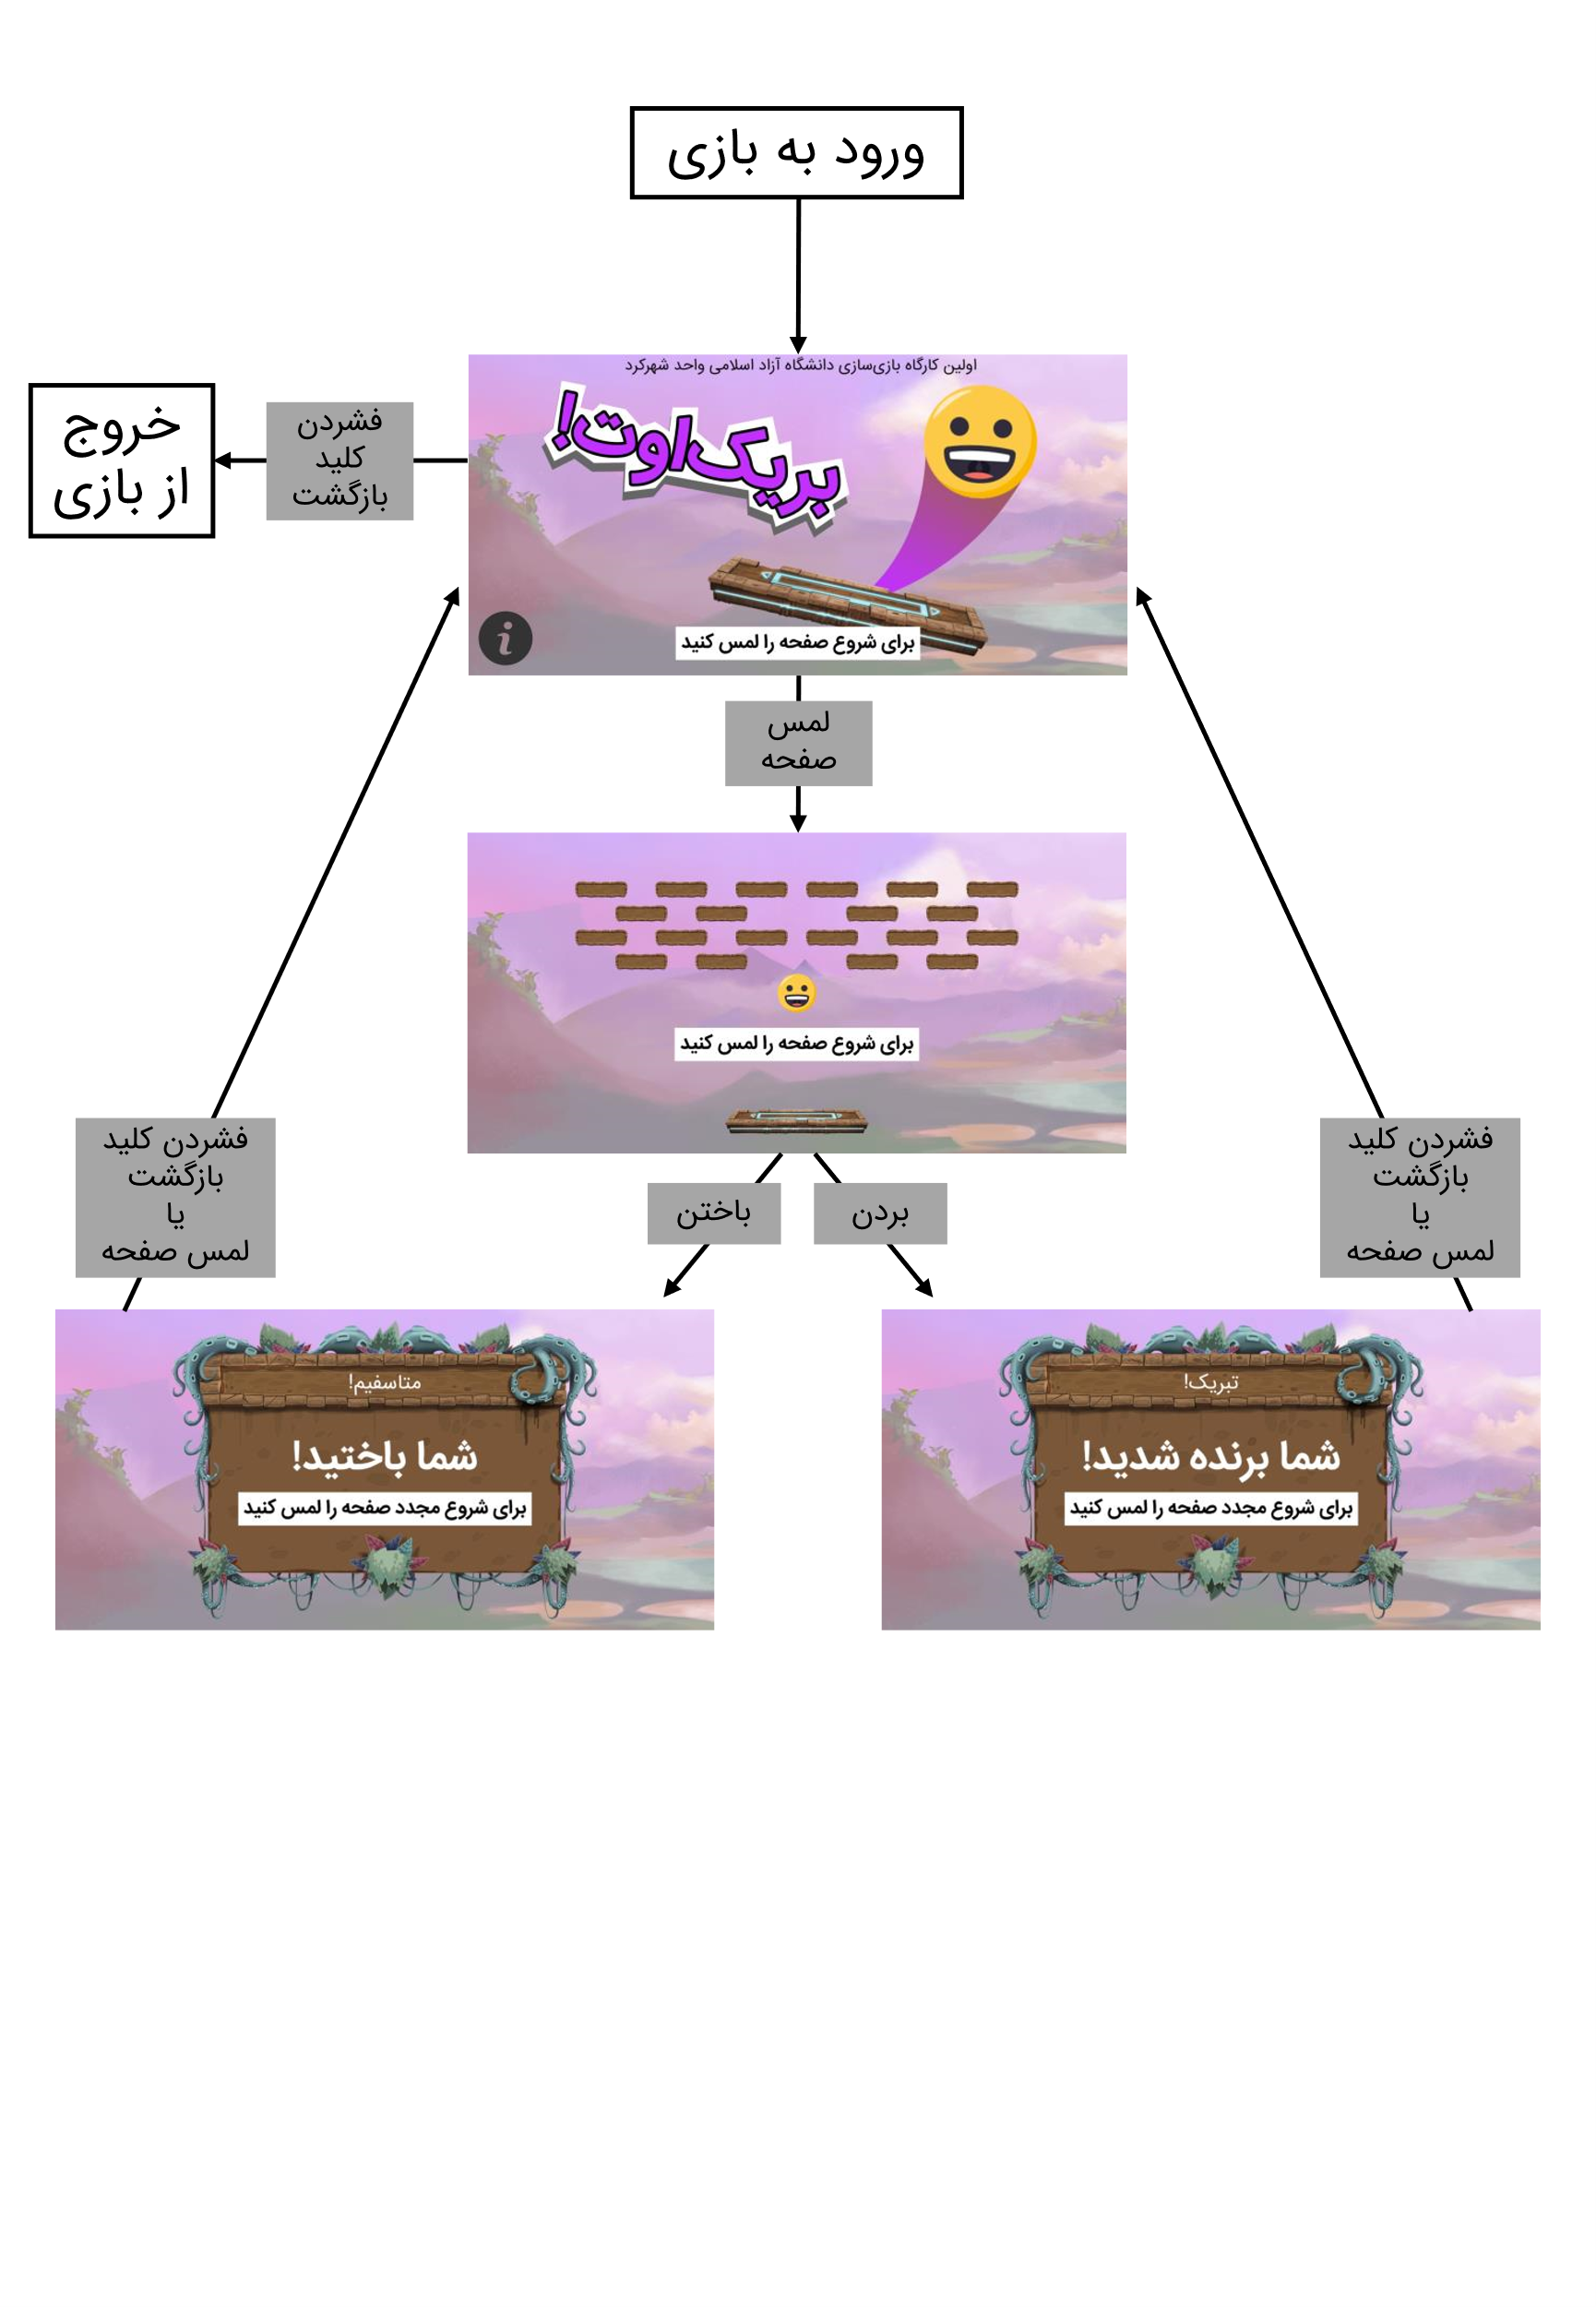 ورود به بازی
اولین کارگاه بازی‌سازی دانشگاه آزاد اسلامی واحد شهرکرد
بریک‌اوت!
برای شروع صفحه را لمس کنید
فشردن
کلید
بازگشت
خروج
از بازی
لمس
صفحه
برای شروع صفحه را لمس کنید
بردن
باختن
فشردن کلید
بازگشت
یا
لمس صفحه
فشردن کلید
بازگشت
یا
لمس صفحه
تبریک!
شما برنده شدید!
برای شروع مجدد صفحه را لمس کنید
متاسفیم!
شما باختید!
برای شروع مجدد صفحه را لمس کنید